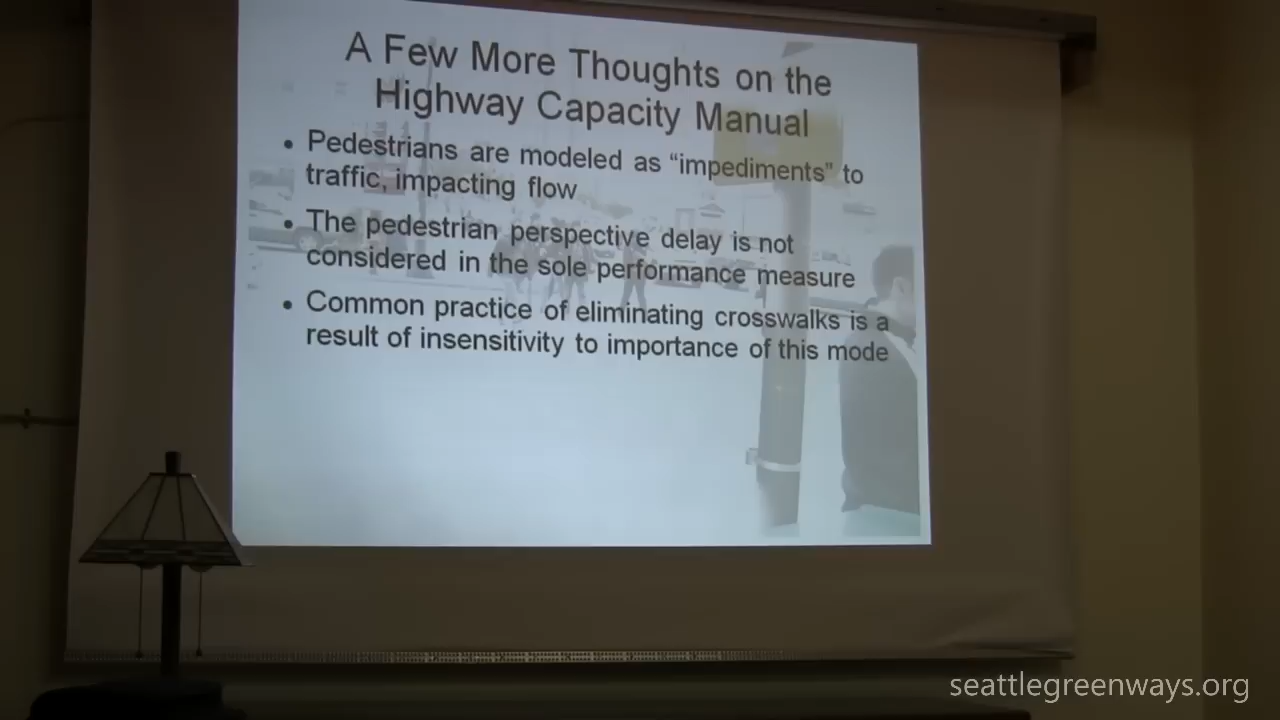 A Few More Thoughts on the
Highway Capacity Manual
• Pedestrians are modeled as “impediments” to
traffic, impacting flow
• The pedestrian perspective delay is not
considered in the sole performance measure
• Common practice of eliminating crosswalks is a
result of insensitivity to importance of this mode
seattlegreenways.org